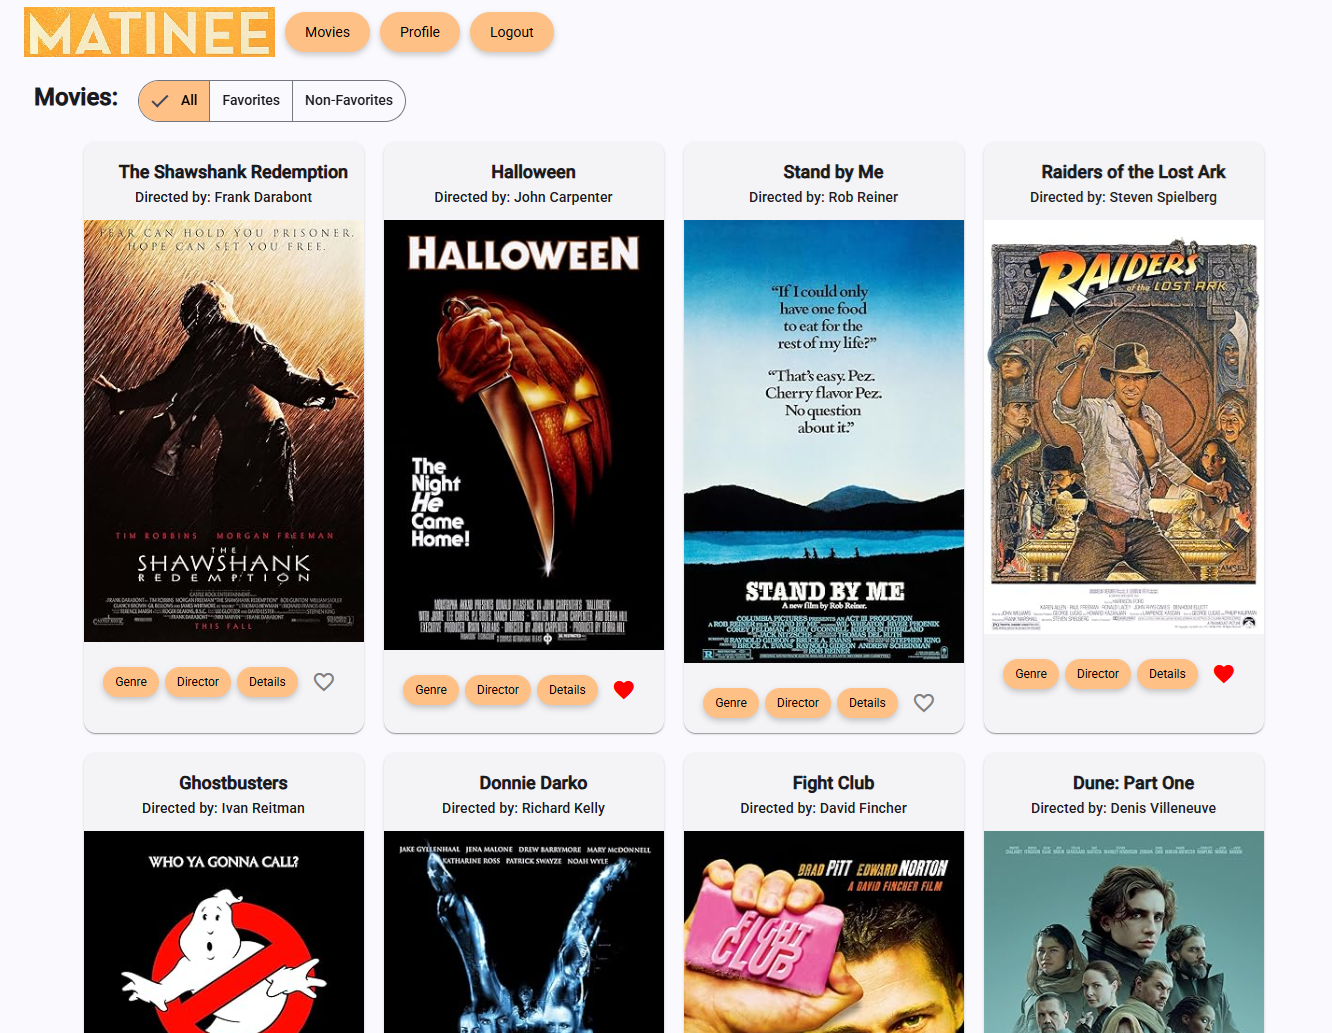 MATINEE
Movies
Profile
Logout
Movies:
All
Favorites
Non-Favorites
The Shawshank Redemption
Directed by: Frank Darabont
FEAR CAN HOLD YOU PRISONER.
HOPE CAN SET YOU FREE.
TIM ROBBINS MORGAN FREEMAN
THE
SHAWSHANK
REDEMPTION
THIS FALL
Genre
Director
Details
Halloween
Directed by: John Carpenter
HALLOWEEN
The
Night
He
Came
Home!
Genre
Director
Details
Stand by Me
Directed by: Rob Reiner
“If I could only
have one food
to eat for the
rest of my life?”
“That’s easy. Pez.
Cherry flavor Pez.
No question
about it.”
STAND BY ME
A new film by Rob Reiner.
COLUMBIA PICTURES PRESENTS AN ACT III PRODUCTION
Genre
Director
Details
Raiders of the Lost Ark
Directed by: Steven Spielberg
RAIDERS
of the LOST ARK
Genre
Director
Details
Ghostbusters
Directed by: Ivan Reitman
WHO YA GONNA CALL?
Donnie Darko
Directed by: Richard Kelly
JAKE GYLLENHAAL JENA MALONE DREW BARRYMORE MARY McDONNELL
KATHARINE ROSS PATRICK SWAYZE NOAH WYLE
Fight Club
Directed by: David Fincher
BRAD PITT EDWARD NORTON
A DAVID FINCHER FILM
FIGHT
CLUB
Dune: Part One
Directed by: Denis Villeneuve